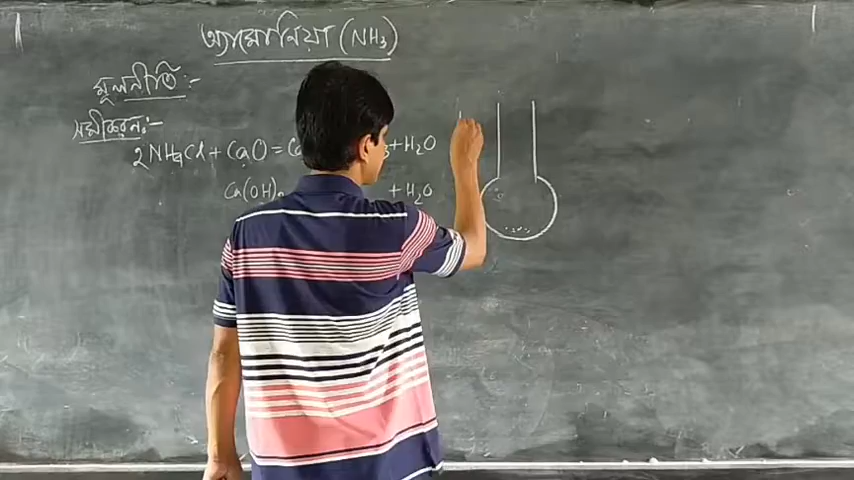 অ্যামোনিয়া (NH₃)
মূলনীতি :-
সমীকরণ:-
2NH₄Cl + CaO = Ca + H₂O
Ca(OH)₂ + H₂O